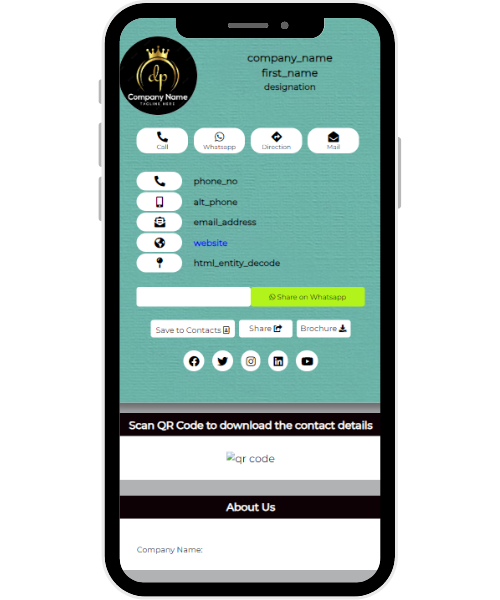 dp
Company Name
TAGLINE HERE
company_name
first_name
designation
Call
Whatsapp
Direction
Mail
phone_no
alt_phone
email_address
website
html_entity_decode
Share on Whatsapp
Save to Contacts
Share
Brochure
Scan QR Code to download the contact details
qr code
About Us
Company Name: